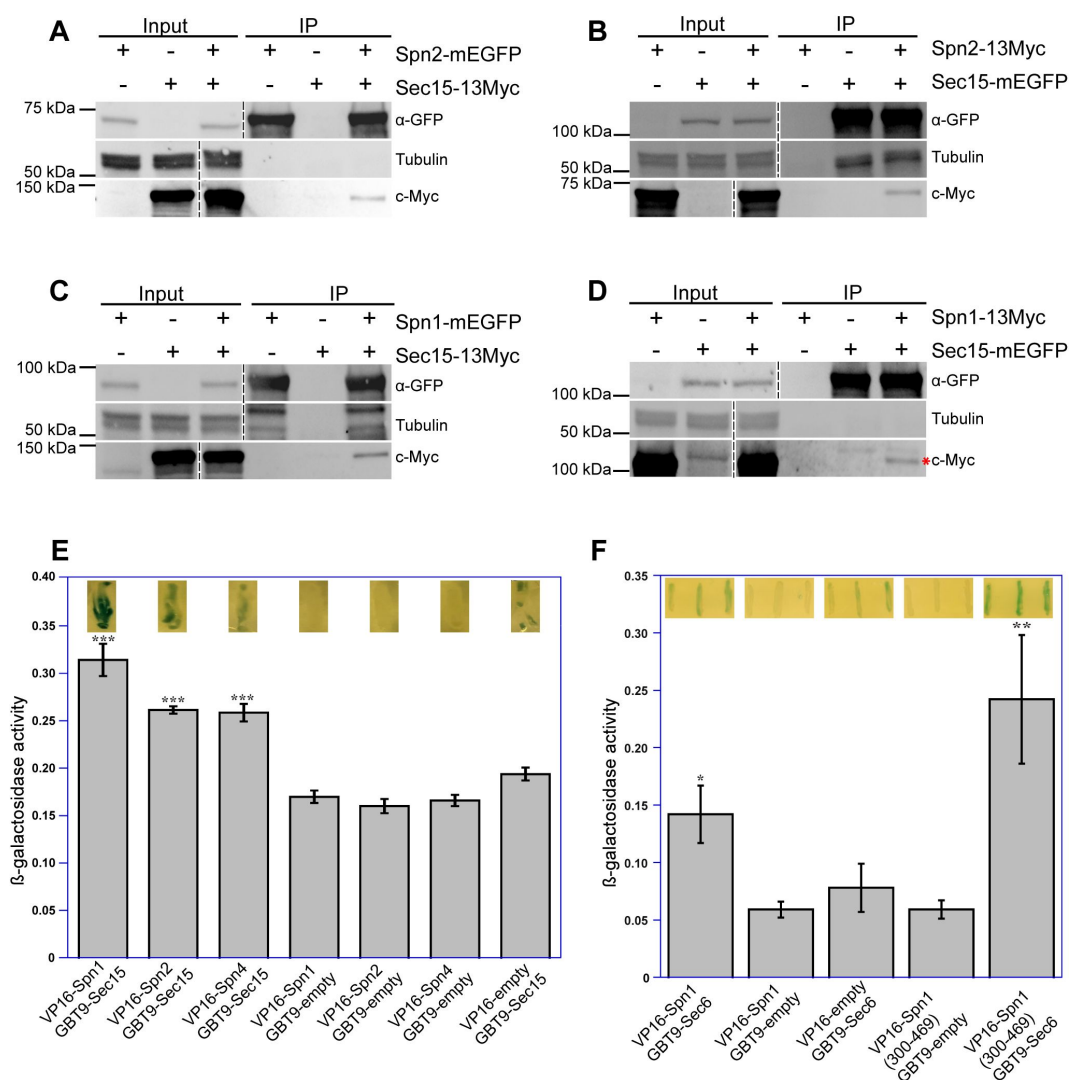 A
Input IP
+ - + + - + Spn2-mEGFP
- + + - + + Sec15-13Myc
75 kDa α-GFP
Tubulin
50 kDa
150 kDa c-Myc
B
Input IP
+ - + + - + Spn2-13Myc
- + + - + + Sec15-mEGFP
α-GFP
100 kDa
Tubulin
50 kDa
75 kDa c-Myc
C
Input IP
+ - + + - + Spn1-mEGFP
- + + - + + Sec15-13Myc
100 kDa α-GFP
Tubulin
50 kDa
150 kDa c-Myc
D
Input IP
+ - + + - + Spn1-13Myc
- + + - + + Sec15-mEGFP
α-GFP
100 kDa
Tubulin
50 kDa
*c-Myc
100 kDa
E
ß-galactosidase activity
0.40
0.35
0.30
0.25
0.20
0.15
0.10
0.05
0
***
***
***
VP16-Spn1
GBT9-Sec15
VP16-Spn2
GBT9-Sec15
VP16-Spn4
GBT9-Sec15
VP16-Spn1
GBT9-empty
VP16-Spn2
GBT9-empty
VP16-Spn4
GBT9-empty
VP16-empty
GBT9-Sec15
F
ß-galactosidase activity
0.35
0.30
0.25
0.20
0.15
0.10
0.05
0
*
**
VP16-Spn1
GBT9-Sec6
VP16-Spn1
GBT9-empty
VP16-empty
GBT9-Sec6
VP16-Spn1
(300-469)
GBT9-empty
VP16-Spn1
(300-469)
GBT9-Sec6